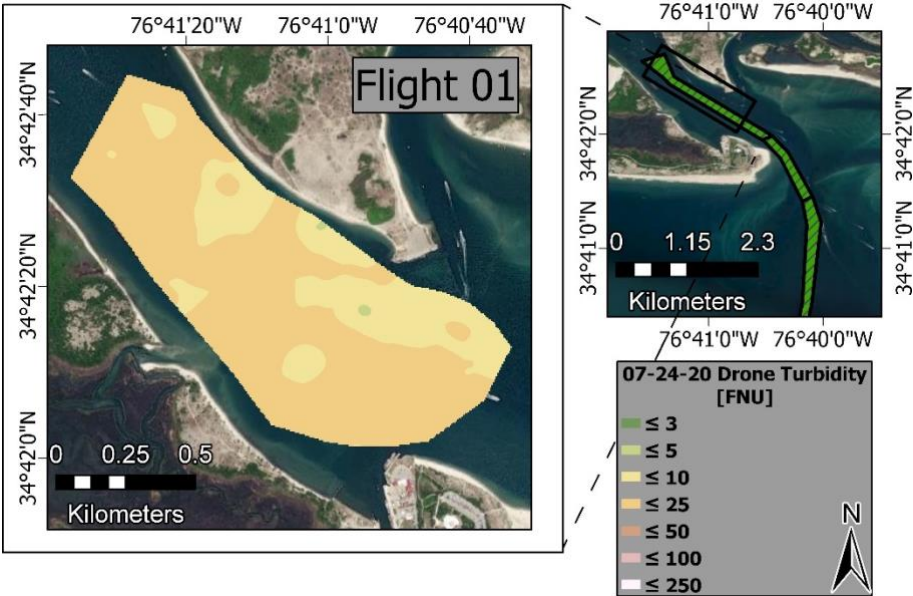 76°41'20"W 76°41'0"W 76°40'40"W
34°42'40"N
34°42'20"N
34°42'0"N
Flight 01
0 0.25 0.5
Kilometers
76°41'0"W 76°40'0"W
34°42'0"N
34°41'0"N
34°42'0"N
34°41'0"N
0 1.15 2.3
Kilometers
76°41'0"W 76°40'0"W
07-24-20 Drone Turbidity
[FNU]
≤ 3
≤ 5
≤ 10
≤ 25
≤ 50
≤ 100
≤ 250
N